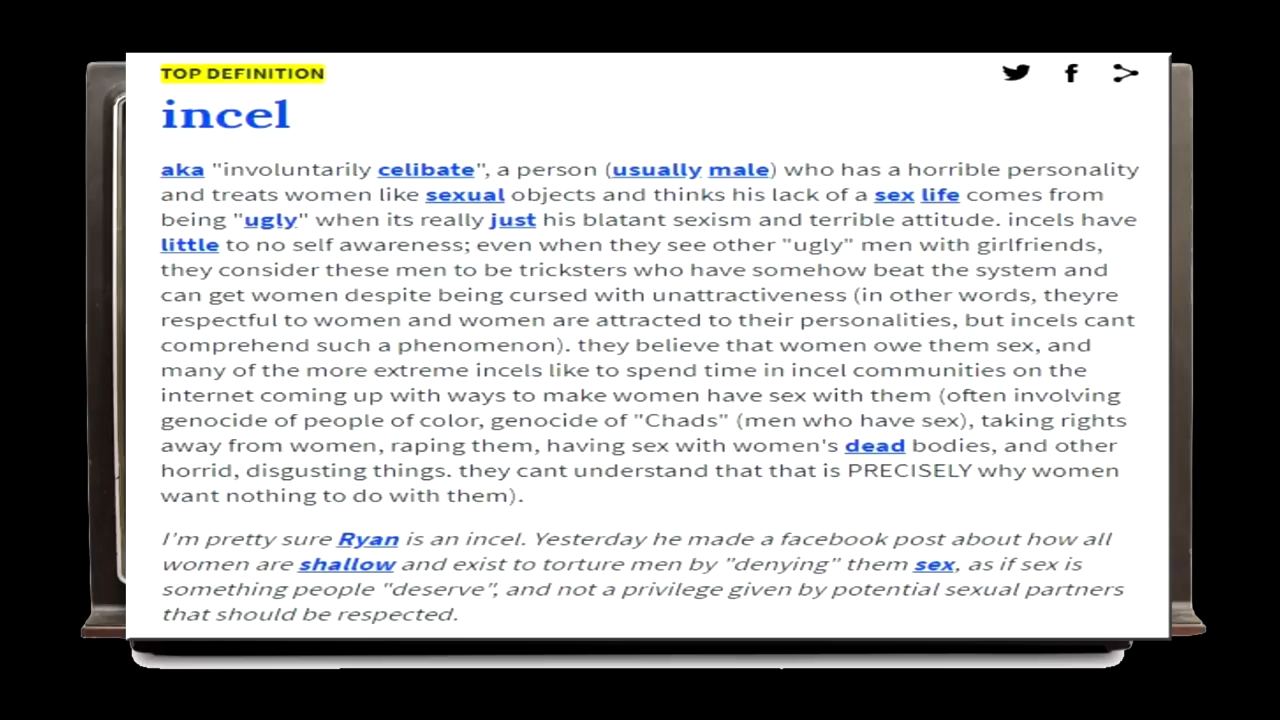 TOP DEFINITION
incel
aka "involuntarily celibate", a person (usually male) who has a horrible personality
and treats women like sexual objects and thinks his lack of a sex life comes from
being "ugly" when its really just his blatant sexism and terrible attitude. incels have
little to no self awareness; even when they see other "ugly" men with girlfriends,
they consider these men to be tricksters who have somehow beat the system and
can get women despite being cursed with unattractiveness (in other words, theyre
respectful to women and women are attracted to their personalities, but incels cant
comprehend such a phenomenon). they believe that women owe them sex, and
many of the more extreme incels like to spend time in incel communities on the
internet coming up with ways to make women have sex with them (often involving
genocide of people of color, genocide of "Chads" (men who have sex), taking rights
away from women, raping them, having sex with women's dead bodies, and other
horrid, disgusting things. they cant understand that that is PRECISELY why women
want nothing to do with them).
I'm pretty sure Ryan is an incel. Yesterday he made a facebook post about how all
women are shallow and exist to torture men by "denying" them sex, as if sex is
something people "deserve", and not a privilege given by potential sexual partners
that should be respected.